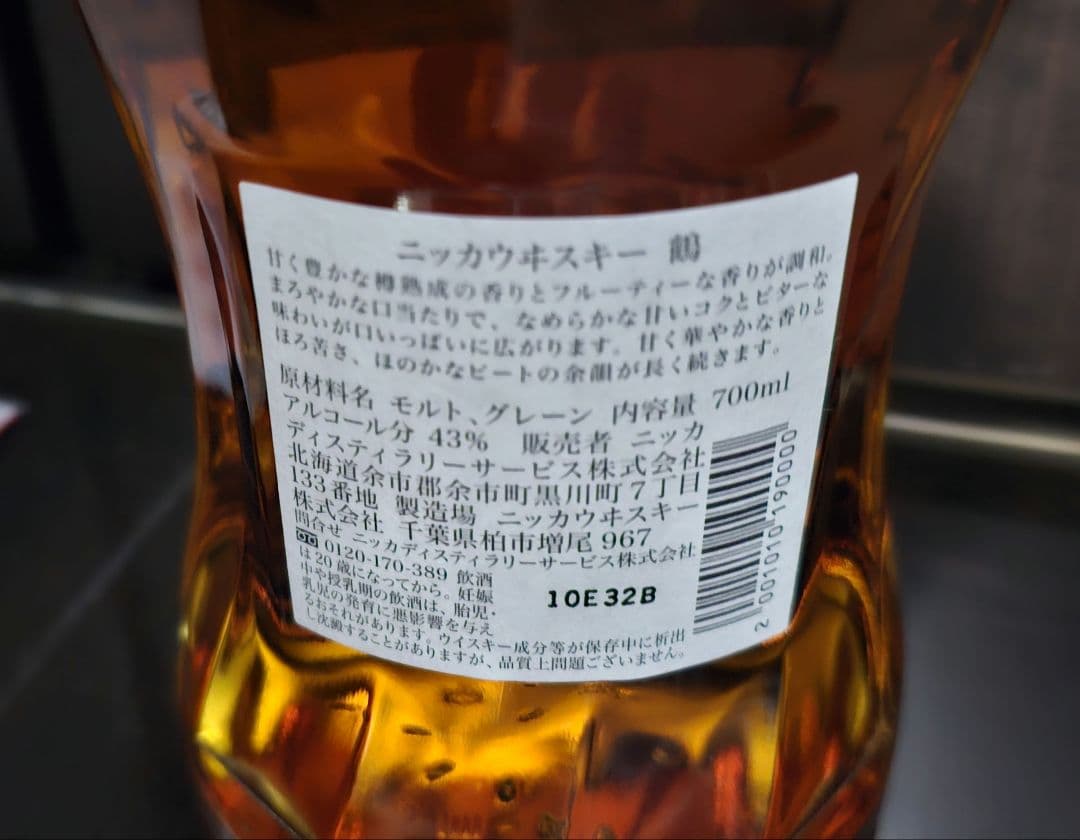 ニッカウヰスキー 鶴
甘く豊かな樽熟成の香りとフルーティーな香りが調和。
まろやかな口当たりで、なめらかな甘いコクとビターな
味わいが口いっぱいに広がります。甘く華やかな香りと
ほろ苦さ、ほのかなピートの余韻が長く続きます。
原材料名 モルト、グレーン 内容量 700ml
アルコール分 43% 販売者 ニッカ
ディスティラリーサービス株式会社
北海道余市郡余市町黒川町7丁目
133番地 製造場 ニッカウヰスキー
株式会社 千葉県柏市増尾967
問合せ ニッカディスティラリーサービス株式会社
0120-170-389 飲酒
は20歳になってから。妊娠
中や授乳期の飲酒は、胎児・
乳児の発育に悪影響を与え
るおそれがあります。ウイスキー成分等が保存中に析出
し沈澱することがありますが、品質上問題ございません。
10E32B
2 001010 190000